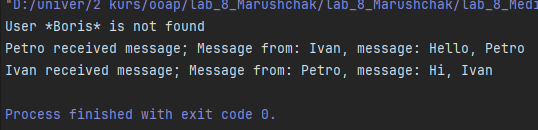 "D:/univer/2 kurs/ooap/lab_8_Marushchak/lab_8_Marushchak/lab_8_Medi
User *Boris* is not found
Petro received message; Message from: Ivan, message: Hello, Petro
Ivan received message; Message from: Petro, message: Hi, Ivan
Process finished with exit code 0.